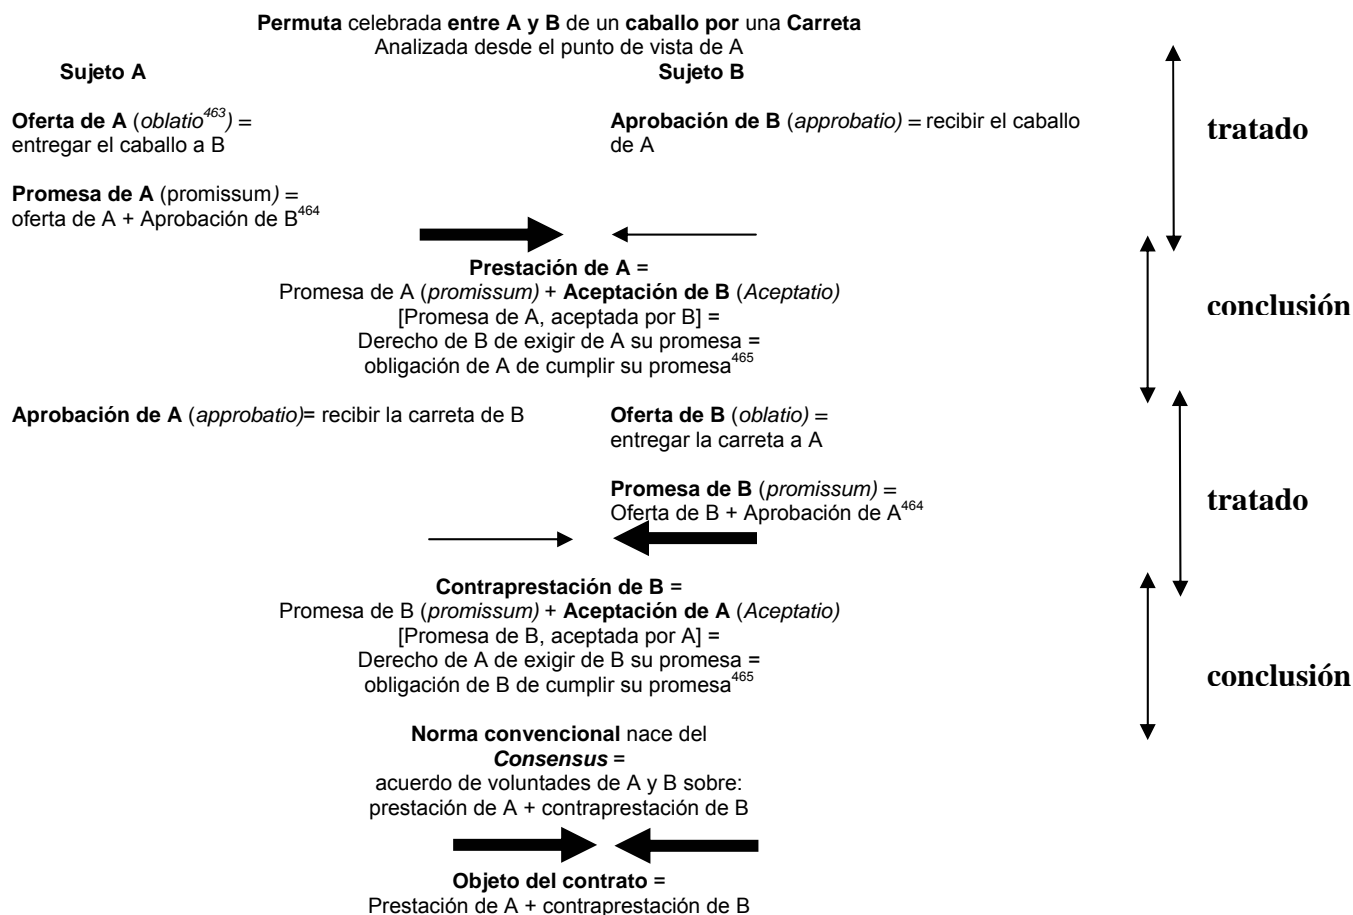 Permuta celebrada entre A y B de un caballo por una Carreta
Analizada desde el punto de vista de A
Sujeto A
Sujeto B
Oferta de A (oblatio463) =
entregar el caballo a B
Aprobación de B (approbatio) = recibir el caballo
de A
tratado
Promesa de A (promissum) =
oferta de A + Aprobación de B464
Prestación de A =
Promesa de A (promissum) + Aceptación de B (Aceptatio)
[Promesa de A, aceptada por B] =
Derecho de B de exigir de A su promesa =
obligación de A de cumplir su promesa465
conclusión
Aprobación de A (approbatio)= recibir la carreta de B
Oferta de B (oblatio) =
entregar la carreta a A
Promesa de B (promissum) =
Oferta de B + Aprobación de A464
tratado
Contraprestación de B =
Promesa de B (promissum) + Aceptación de A (Aceptatio)
[Promesa de B, aceptada por A] =
Derecho de A de exigir de B su promesa =
obligación de B de cumplir su promesa465
conclusión
Norma convencional nace del
Consensus =
acuerdo de voluntades de A y B sobre:
prestación de A + contraprestación de B
Objeto del contrato =
Prestación de A + contraprestación de B